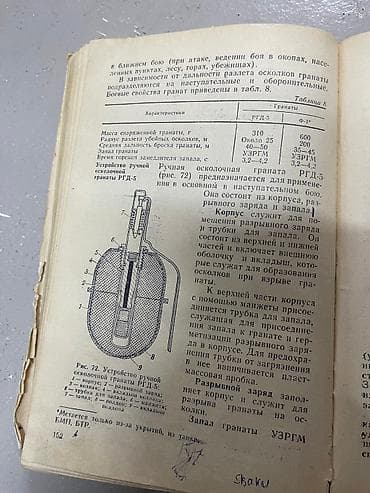 в ближнем бою (при атаке, ведении боя в окопах, насе-
ленных пунктах, лесу, горах, убежищах).
В зависимости от дальности разлета осколков гранаты
подразделяются на наступательные и оборонительные.
Боевые свойства гранат приведены в табл. 8.
Таблица 8
Характеристики
Гранаты
РГД-5
Ф-1*
Масса снаряженной гранаты, г 310 600
Радиус разлета убойных осколков, м Около 25 200
Средняя дальность броска гранаты, м 40—50 35—45
Запал гранаты УЗРГМ УЗРГМ
Время горения замедлителя запала, с 3,2—4,2 3,2—4,2
Устройство ручной
осколочной
гранаты РГД-5
Ручная осколочная граната РГД-5
(рис. 72) предназначается для примене-
ния в основном в наступательном бою.
Она состоит из корпуса, раз-
рывного заряда и запала.
Корпус служит для по-
мещения разрывного заряда
и трубки для запала. Он
состоит из верхней и нижней
частей и включает внешнюю
оболочку и вкладыш, кото-
рые служат для образования
осколков при взрыве гра-
наты.
К верхней части корпуса
с помощью манжеты присое-
диняется трубка для запала,
служащая для присоедине-
ния запала к гранате и гер-
метизации разрывного заря-
да в корпусе. Для предохра-
нения трубки от загрязнения
в нее ввинчивается пласт-
массовая пробка.
Разрывной заряд запол-
няет корпус и служит для
разрыва гранаты на ос-
колки.
Запал гранаты УЗРГМ
Рис. 72. Устройство ручной
осколочной гранаты РГД-5:
*Метается только из-за укрытий, из танков,
БМП, БТР.
162